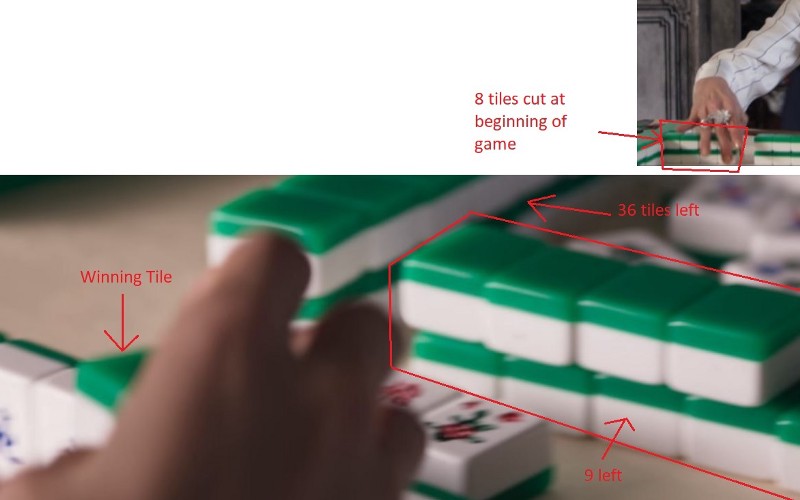 8 tiles cut at
beginning of
game
36 tiles left
Winning Tile
9 left